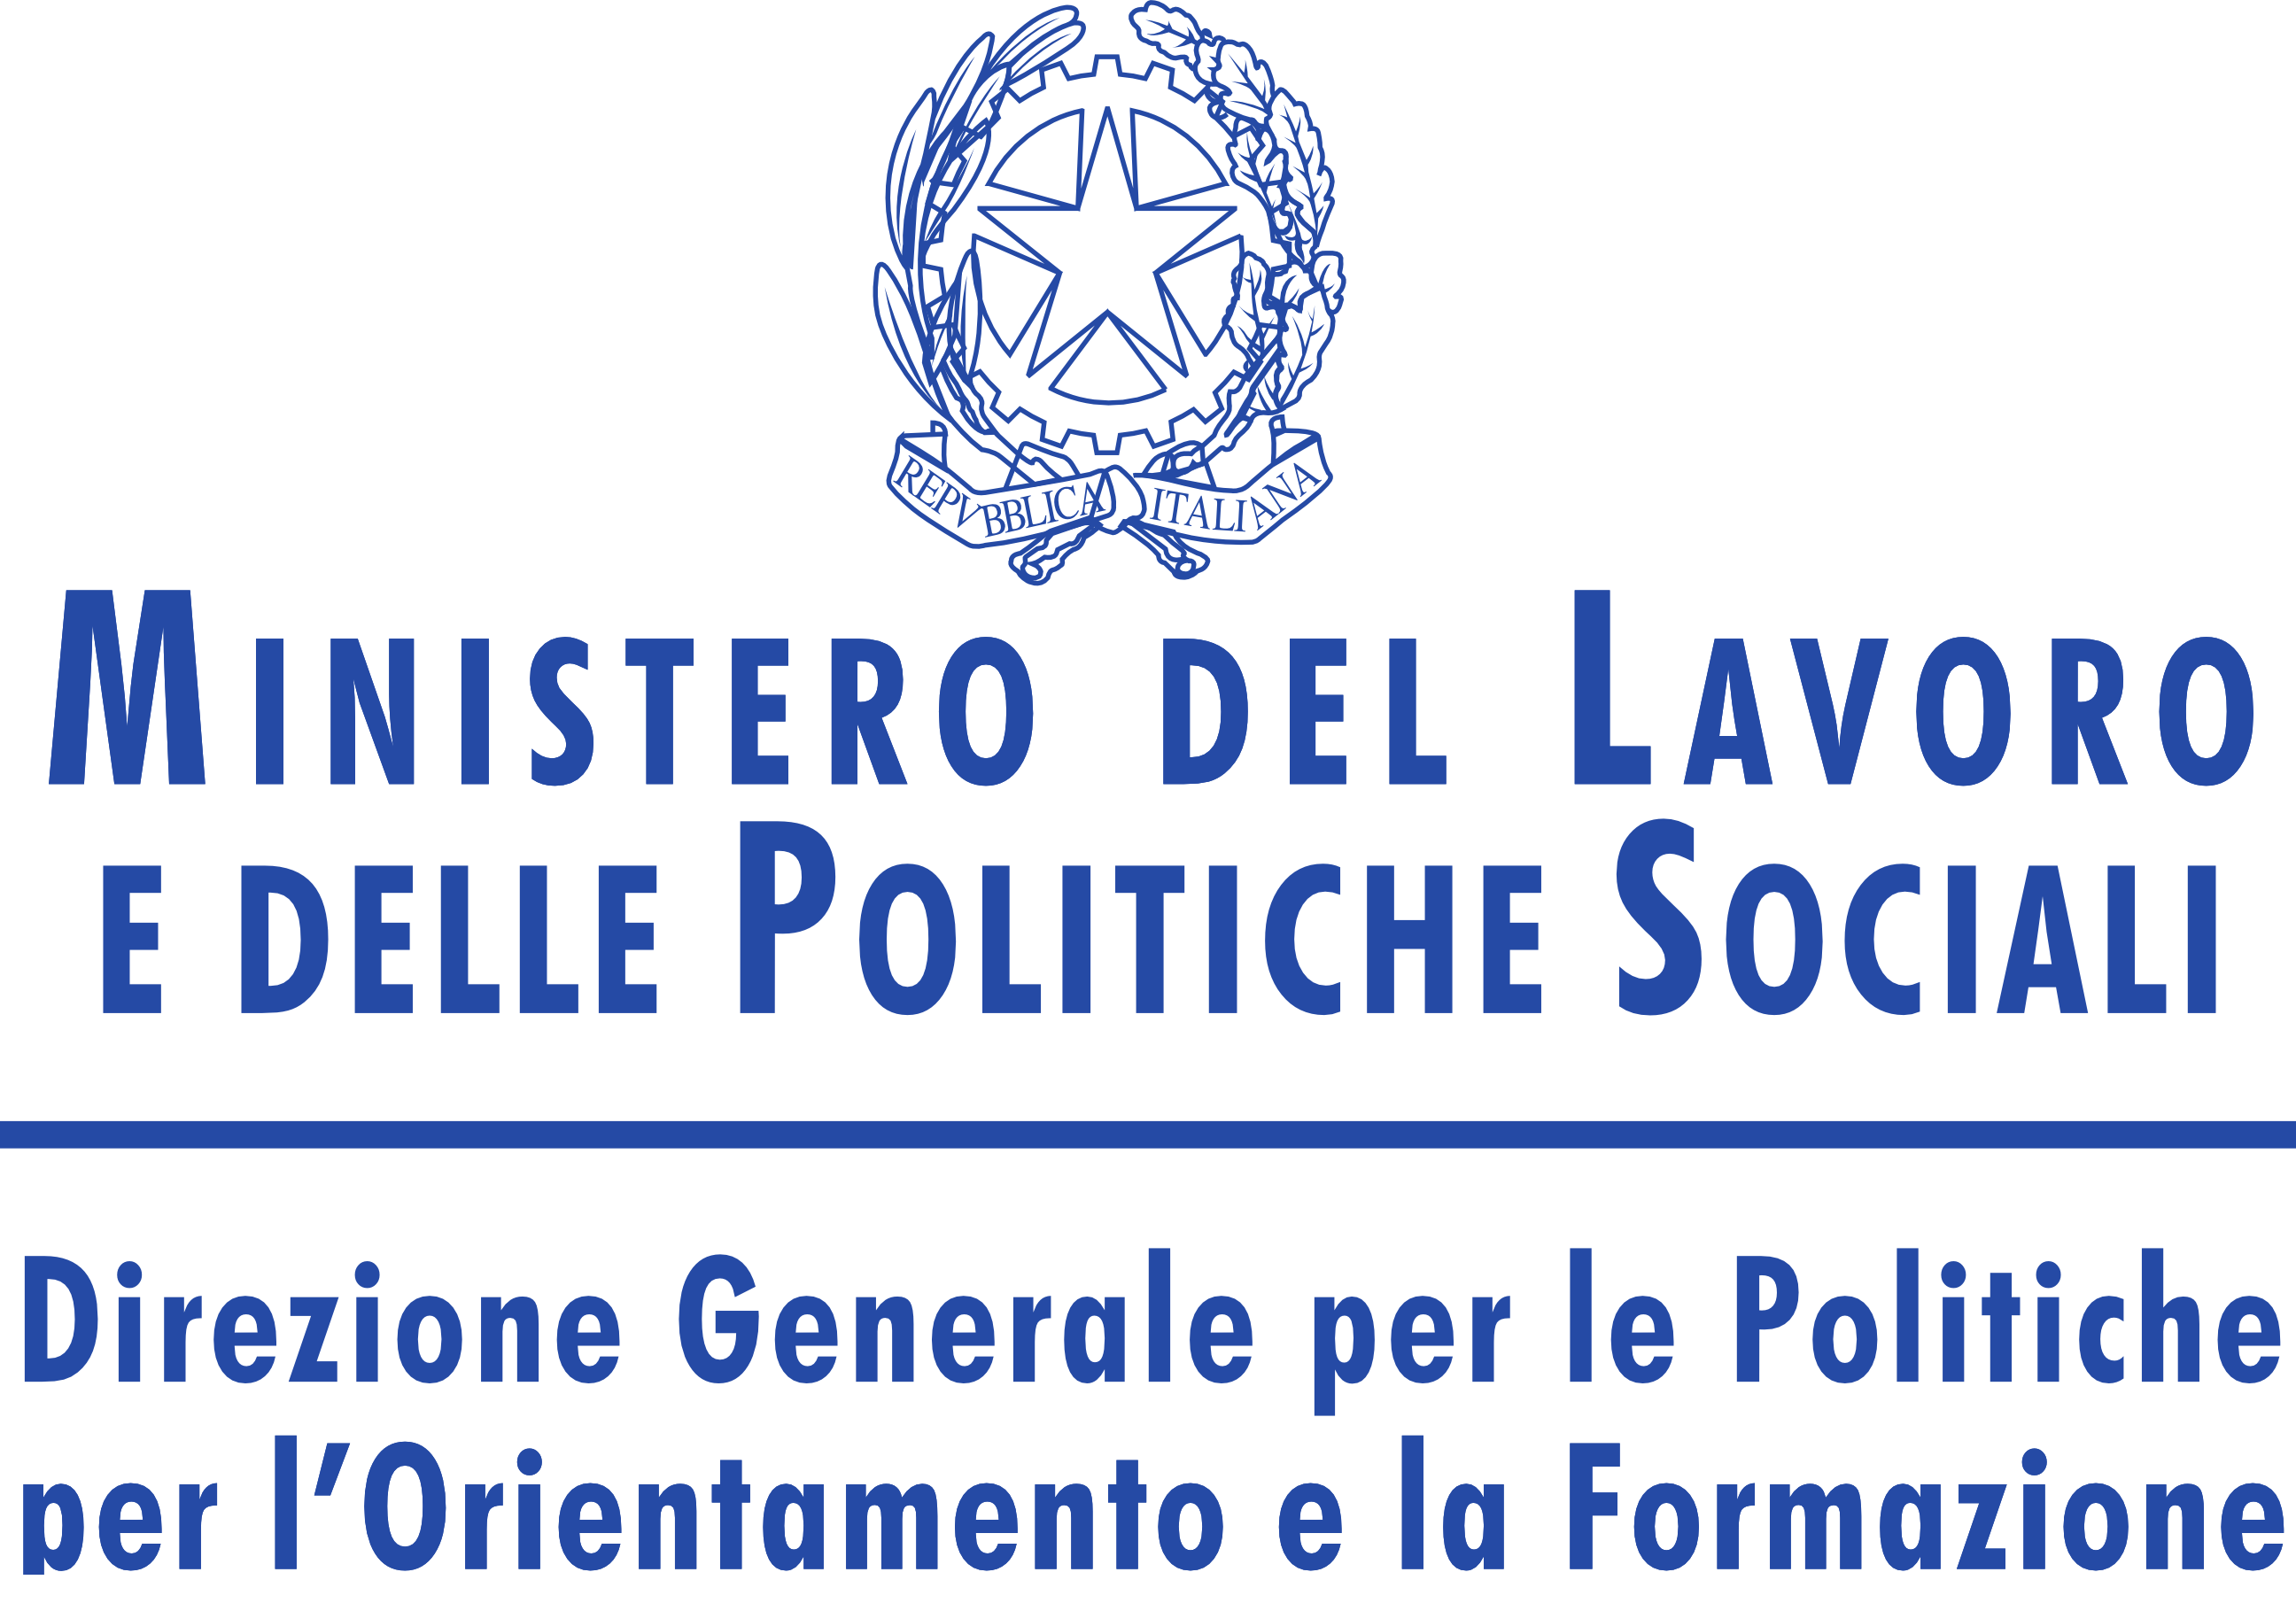 REPVBBLICA ITALIANA
MINISTERO DEL LAVORO
E DELLE POLITICHE SOCIALI
Direzione Generale per le Politiche
per l’Orientamento e la Formazione